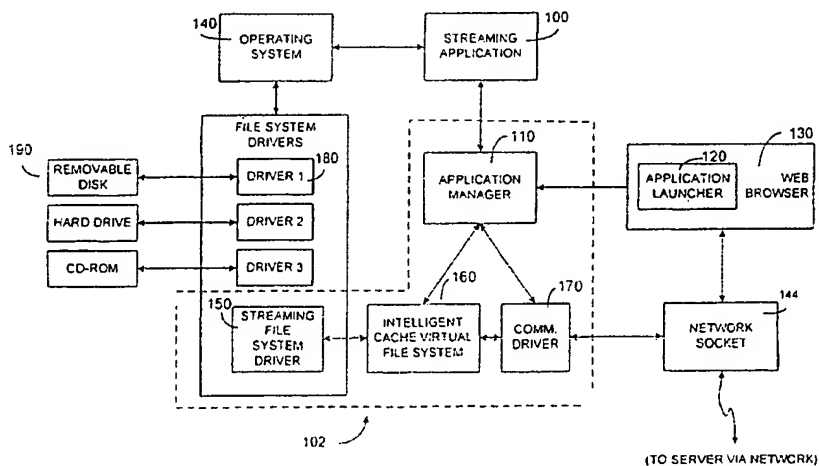 140
OPERATING
SYSTEM
STREAMING
APPLICATION
100
FILE SYSTEM
DRIVERS
190
REMOVABLE
DISK
DRIVER 1
180
HARD DRIVE
DRIVER 2
CD-ROM
DRIVER 3
110
APPLICATION
MANAGER
120
130
APPLICATION
LAUNCHER
WEB
BROWSER
150
STREAMING
FILE
SYSTEM
DRIVER
160
INTELLIGENT
CACHE VIRTUAL
FILE SYSTEM
170
COMM.
DRIVER
144
NETWORK
SOCKET
102
(TO SERVER VIA NETWORK)